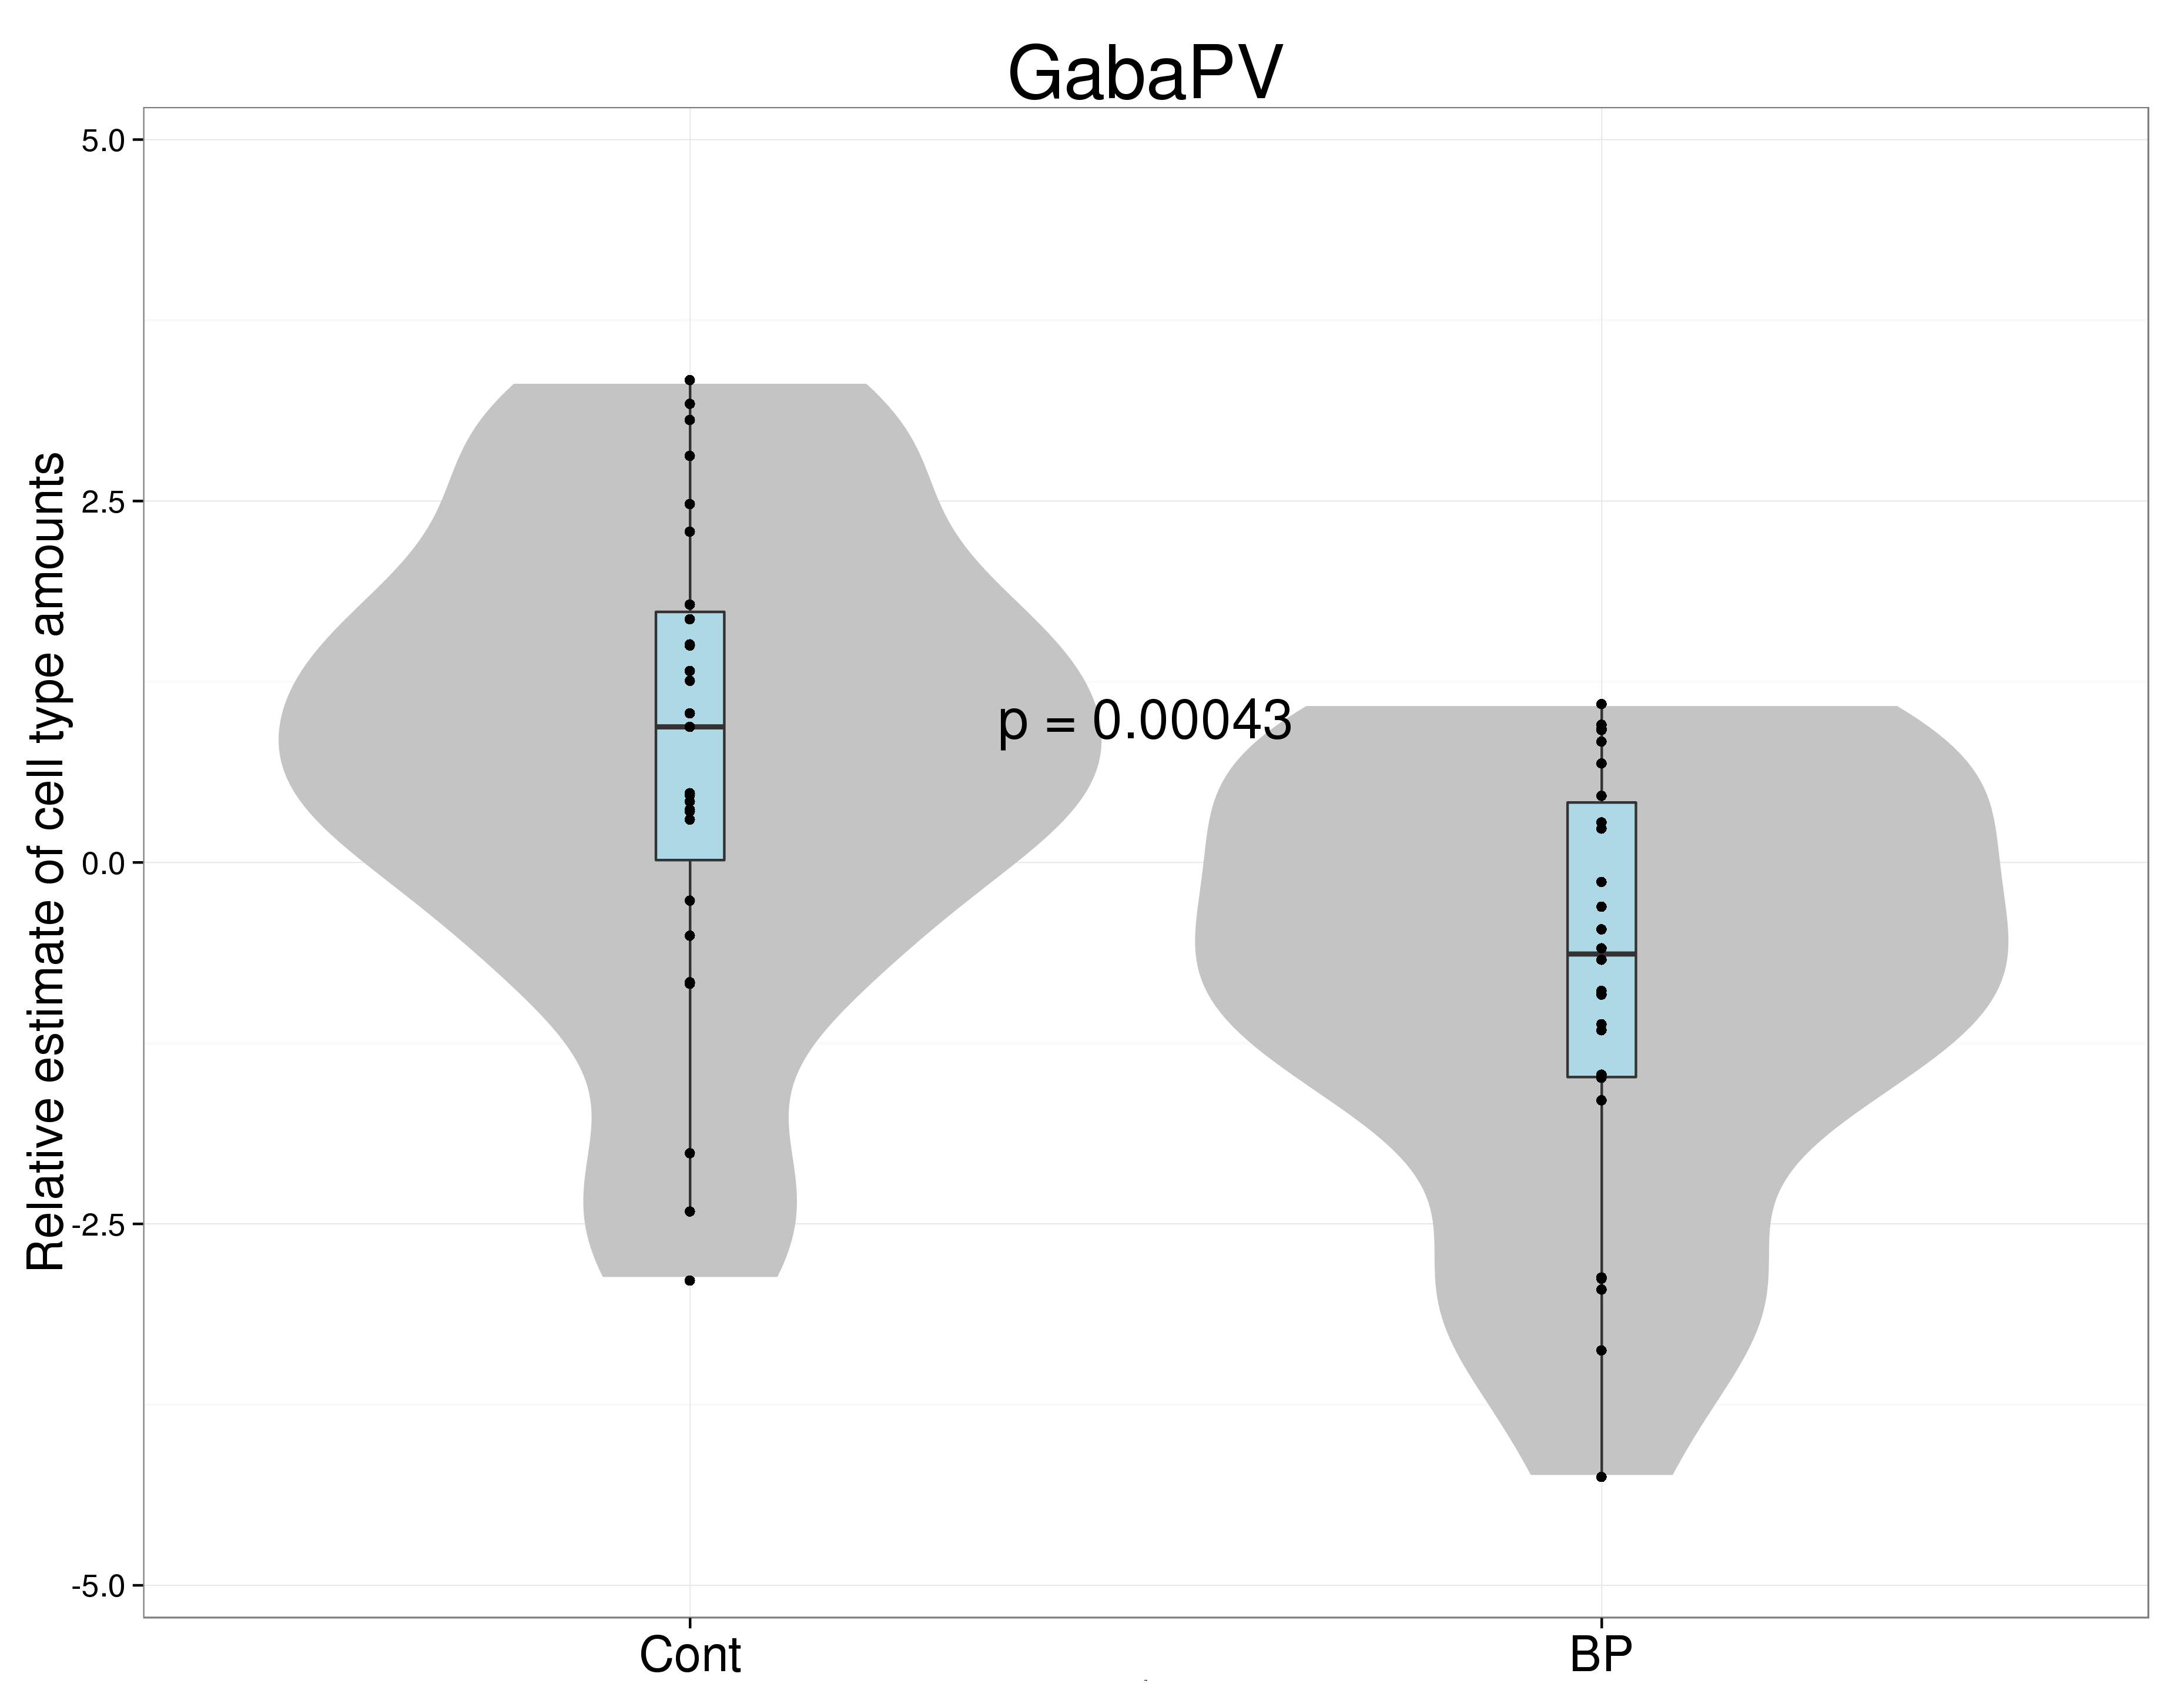 GabaPV
Relative estimate of cell type amounts
5.0
2.5
0.0
-2.5
-5.0
p = 0.00043
Cont
BP